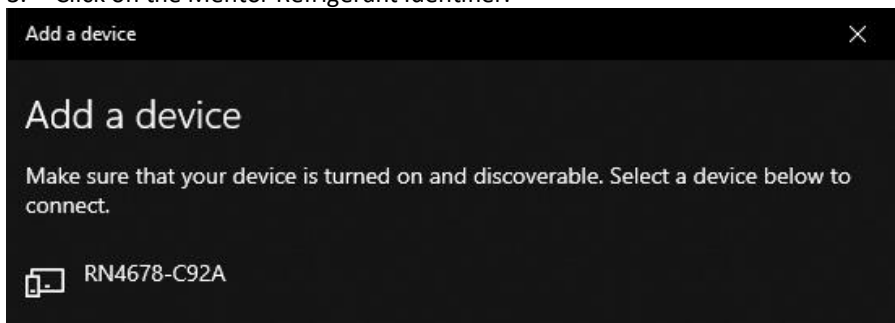 Click on the Mentor Refrigerant Identifier.
Add a device
Add a device
Make sure that your device is turned on and discoverable. Select a device below to
connect.
RN4678-C92A